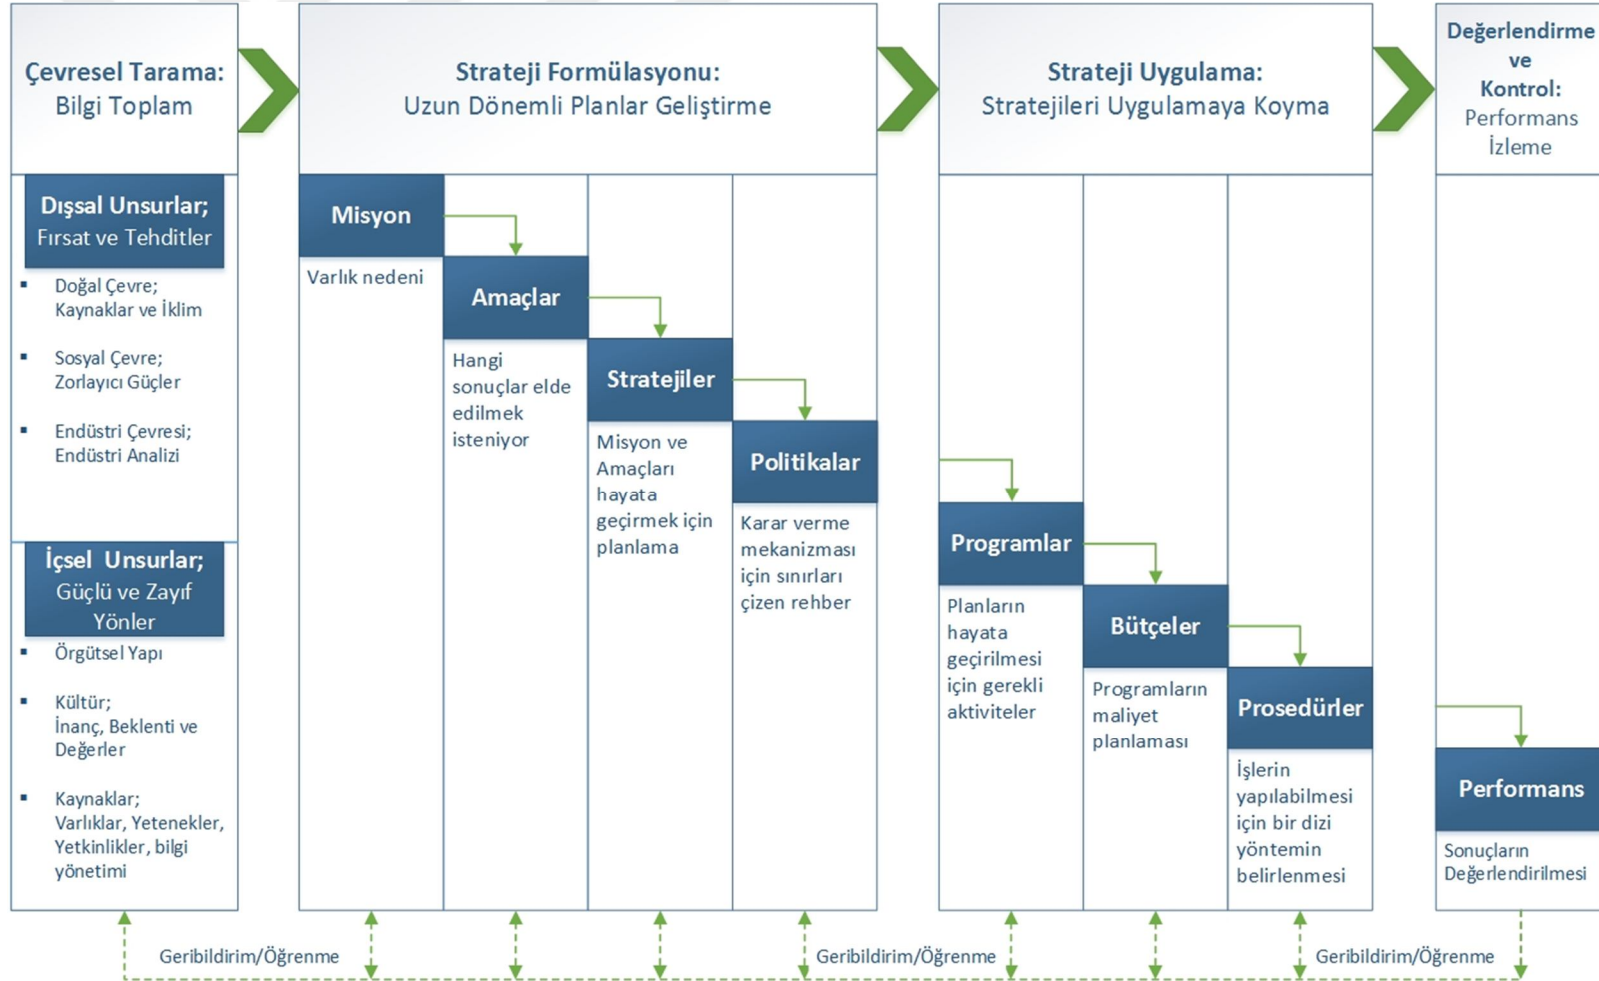 Çevresel Tarama:
Bilgi Toplam
Dışsal Unsurlar;
Fırsat ve Tehditler
Doğal Çevre;
Kaynaklar ve İklim
Sosyal Çevre;
Zorlayıcı Güçler
Endüstri Çevresi;
Endüstri Analizi
İçsel Unsurlar;
Güçlü ve Zayıf
Yönler
Örgütsel Yapı
Kültür;
İnanç, Beklenti ve
Değerler
Kaynaklar;
Varlıklar, Yetenekler,
Yetkinlikler, bilgi
yönetimi
Strateji Formülasyonu:
Uzun Dönemli Planlar Geliştirme
Misyon
Varlık nedeni
Amaçlar
Hangi
sonuçlar elde
edilmek
isteniyor
Stratejiler
Misyon ve
Amaçları
hayata
geçirmek için
planlama
Politikalar
Karar verme
mekanizması
için sınırları
çizen rehber
Strateji Uygulama:
Stratejileri Uygulamaya Koyma
Programlar
Planların
hayata
geçirilmesi
için gerekli
aktiviteler
Bütçeler
Programların
maliyet
planlaması
Prosedürler
İşlerin
yapılabilmesi
için bir dizi
yöntemin
belirlenmesi
Değerlendirme
ve
Kontrol:
Performans
İzleme
Performans
Sonuçların
Değerlendirilmesi
Geribildirim/Öğrenme
Geribildirim/Öğrenme
Geribildirim/Öğrenme